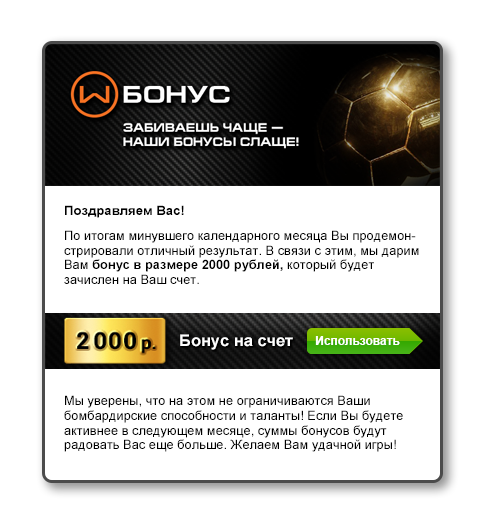 W БОНУС
ЗАБИВАЕШЬ ЧАЩЕ —
НАШИ БОНУСЫ СЛАЩЕ!
Поздравляем Вас!
По итогам минувшего календарного месяца Вы продемон-
стрировали отличный результат. В связи с этим, мы дарим
Вам бонус в размере 2000 рублей, который будет
зачислен на Ваш счет.
2000 р. Бонус на счет Использовать
Мы уверены, что на этом не ограничиваются Ваши
бомбардирские способности и таланты! Если Вы будете
активнее в следующем месяце, суммы бонусов будут
радовать Вас еще больше. Желаем Вам удачной игры!